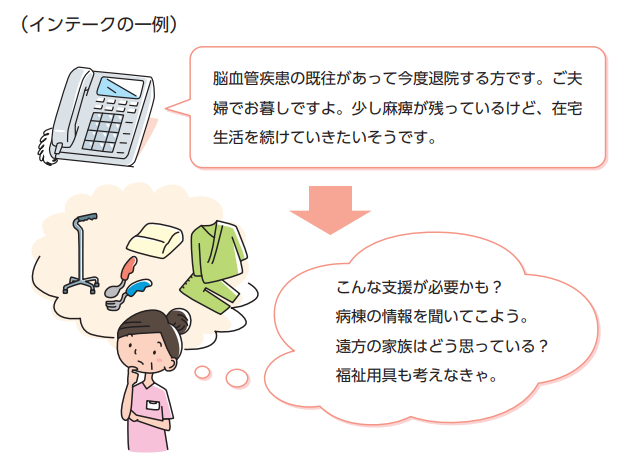 （インテークの一例）
脳血管疾患の既往があって今度退院する方です。ご夫
婦でお暮しですよ。少し麻痺が残っているけど、在宅
生活を続けていきたいそうです。
こんな支援が必要かも？
病棟の情報を聞いてこよう。
遠方の家族はどう思っている？
福祉用具も考えなきゃ。